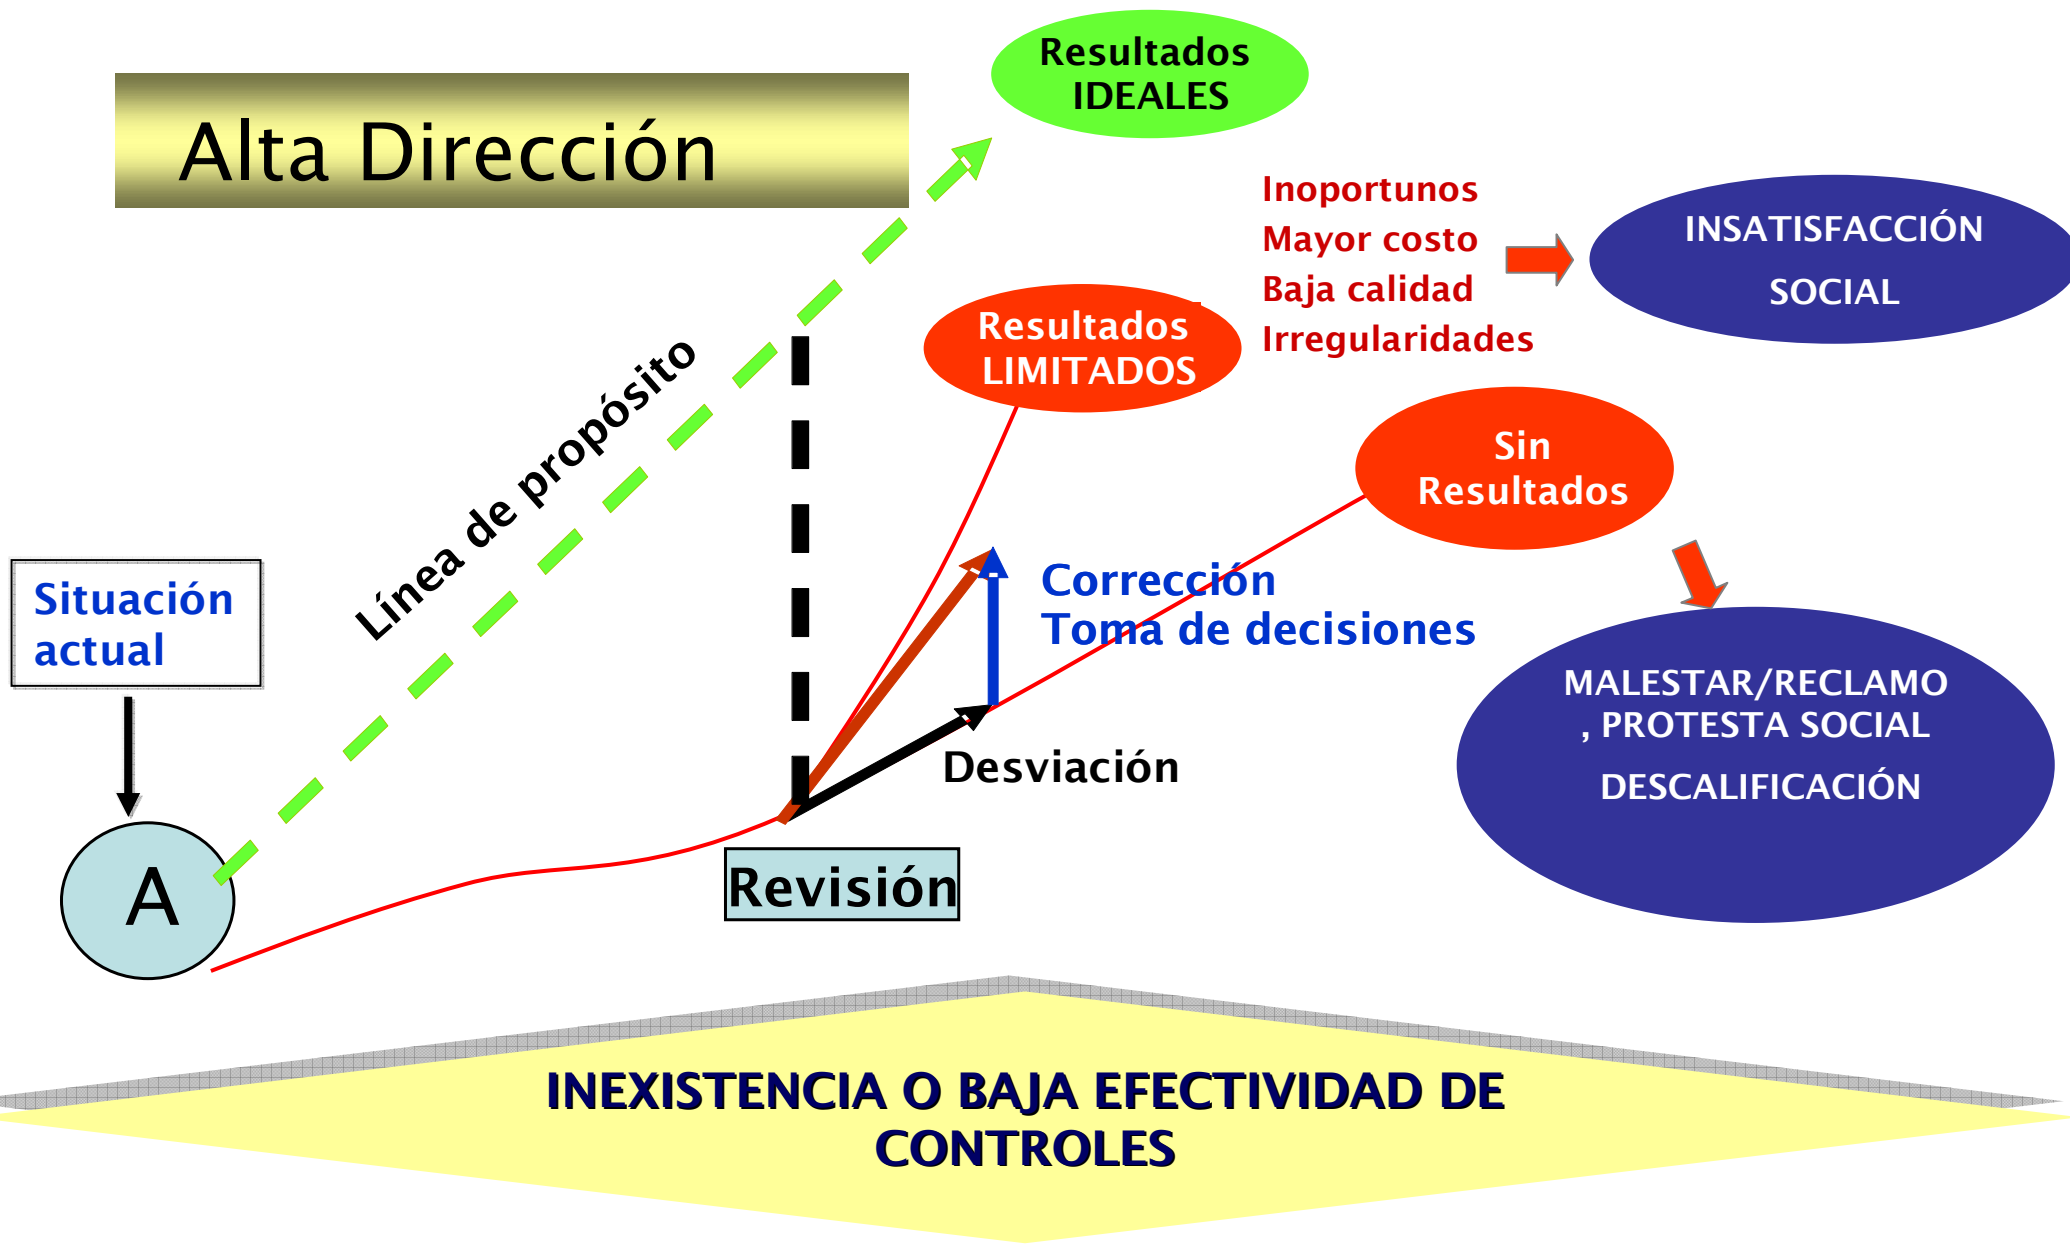 Resultados
IDEALES
Alta Dirección
Inoportunos
Mayor costo
Baja calidad
Irregularidades
INSATISFACCIÓN
SOCIAL
Resultados
LIMITADOS
Línea de propósito
Sin
Resultados
Situación
actual
Corrección
Toma de decisiones
MALESTAR/RECLAMO
, PROTESTA SOCIAL
DESCALIFICACIÓN
Desviación
A
Revisión
INEXISTENCIA O BAJA EFECTIVIDAD DE
CONTROLES